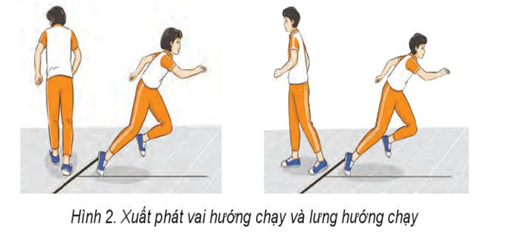 Hình 2. Xuất phát vai hướng chạy và lưng hướng chạy